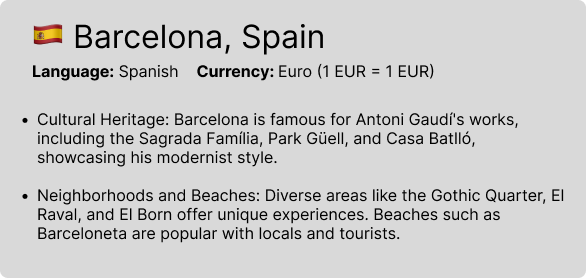 Barcelona, Spain
Language: Spanish Currency: Euro (1 EUR = 1 EUR)
• Cultural Heritage: Barcelona is famous for Antoni Gaudí's works,
including the Sagrada Família, Park Güell, and Casa Batlló,
showcasing his modernist style.
• Neighborhoods and Beaches: Diverse areas like the Gothic Quarter, El
Raval, and El Born offer unique experiences. Beaches such as
Barceloneta are popular with locals and tourists.